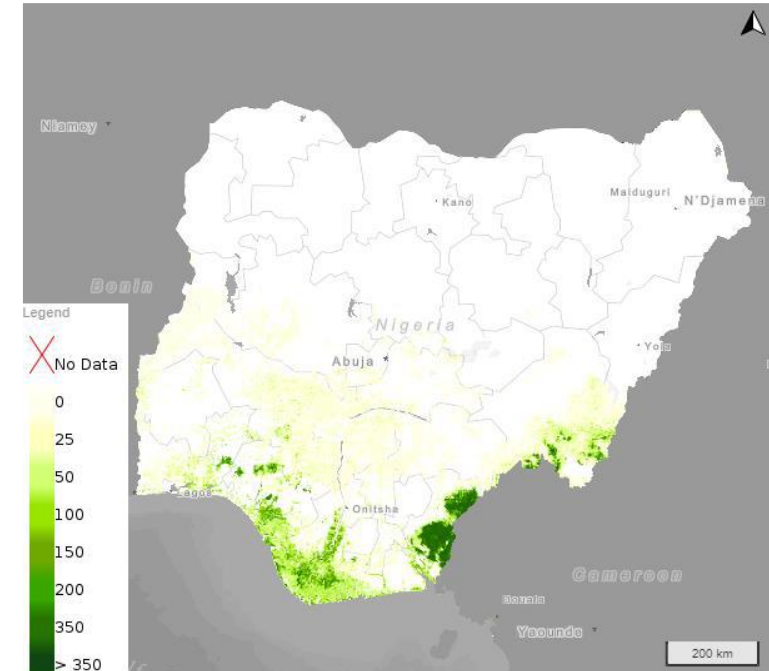 Niamey
Kano
Maiduguri
N'Djamena
Benin
Legend
No Data
0
25
50
100
150
200
350
> 350
Nigeria
Abuja
Yola
Lagos
Onitsha
Cameroon
Douala
Yaounde
200 km